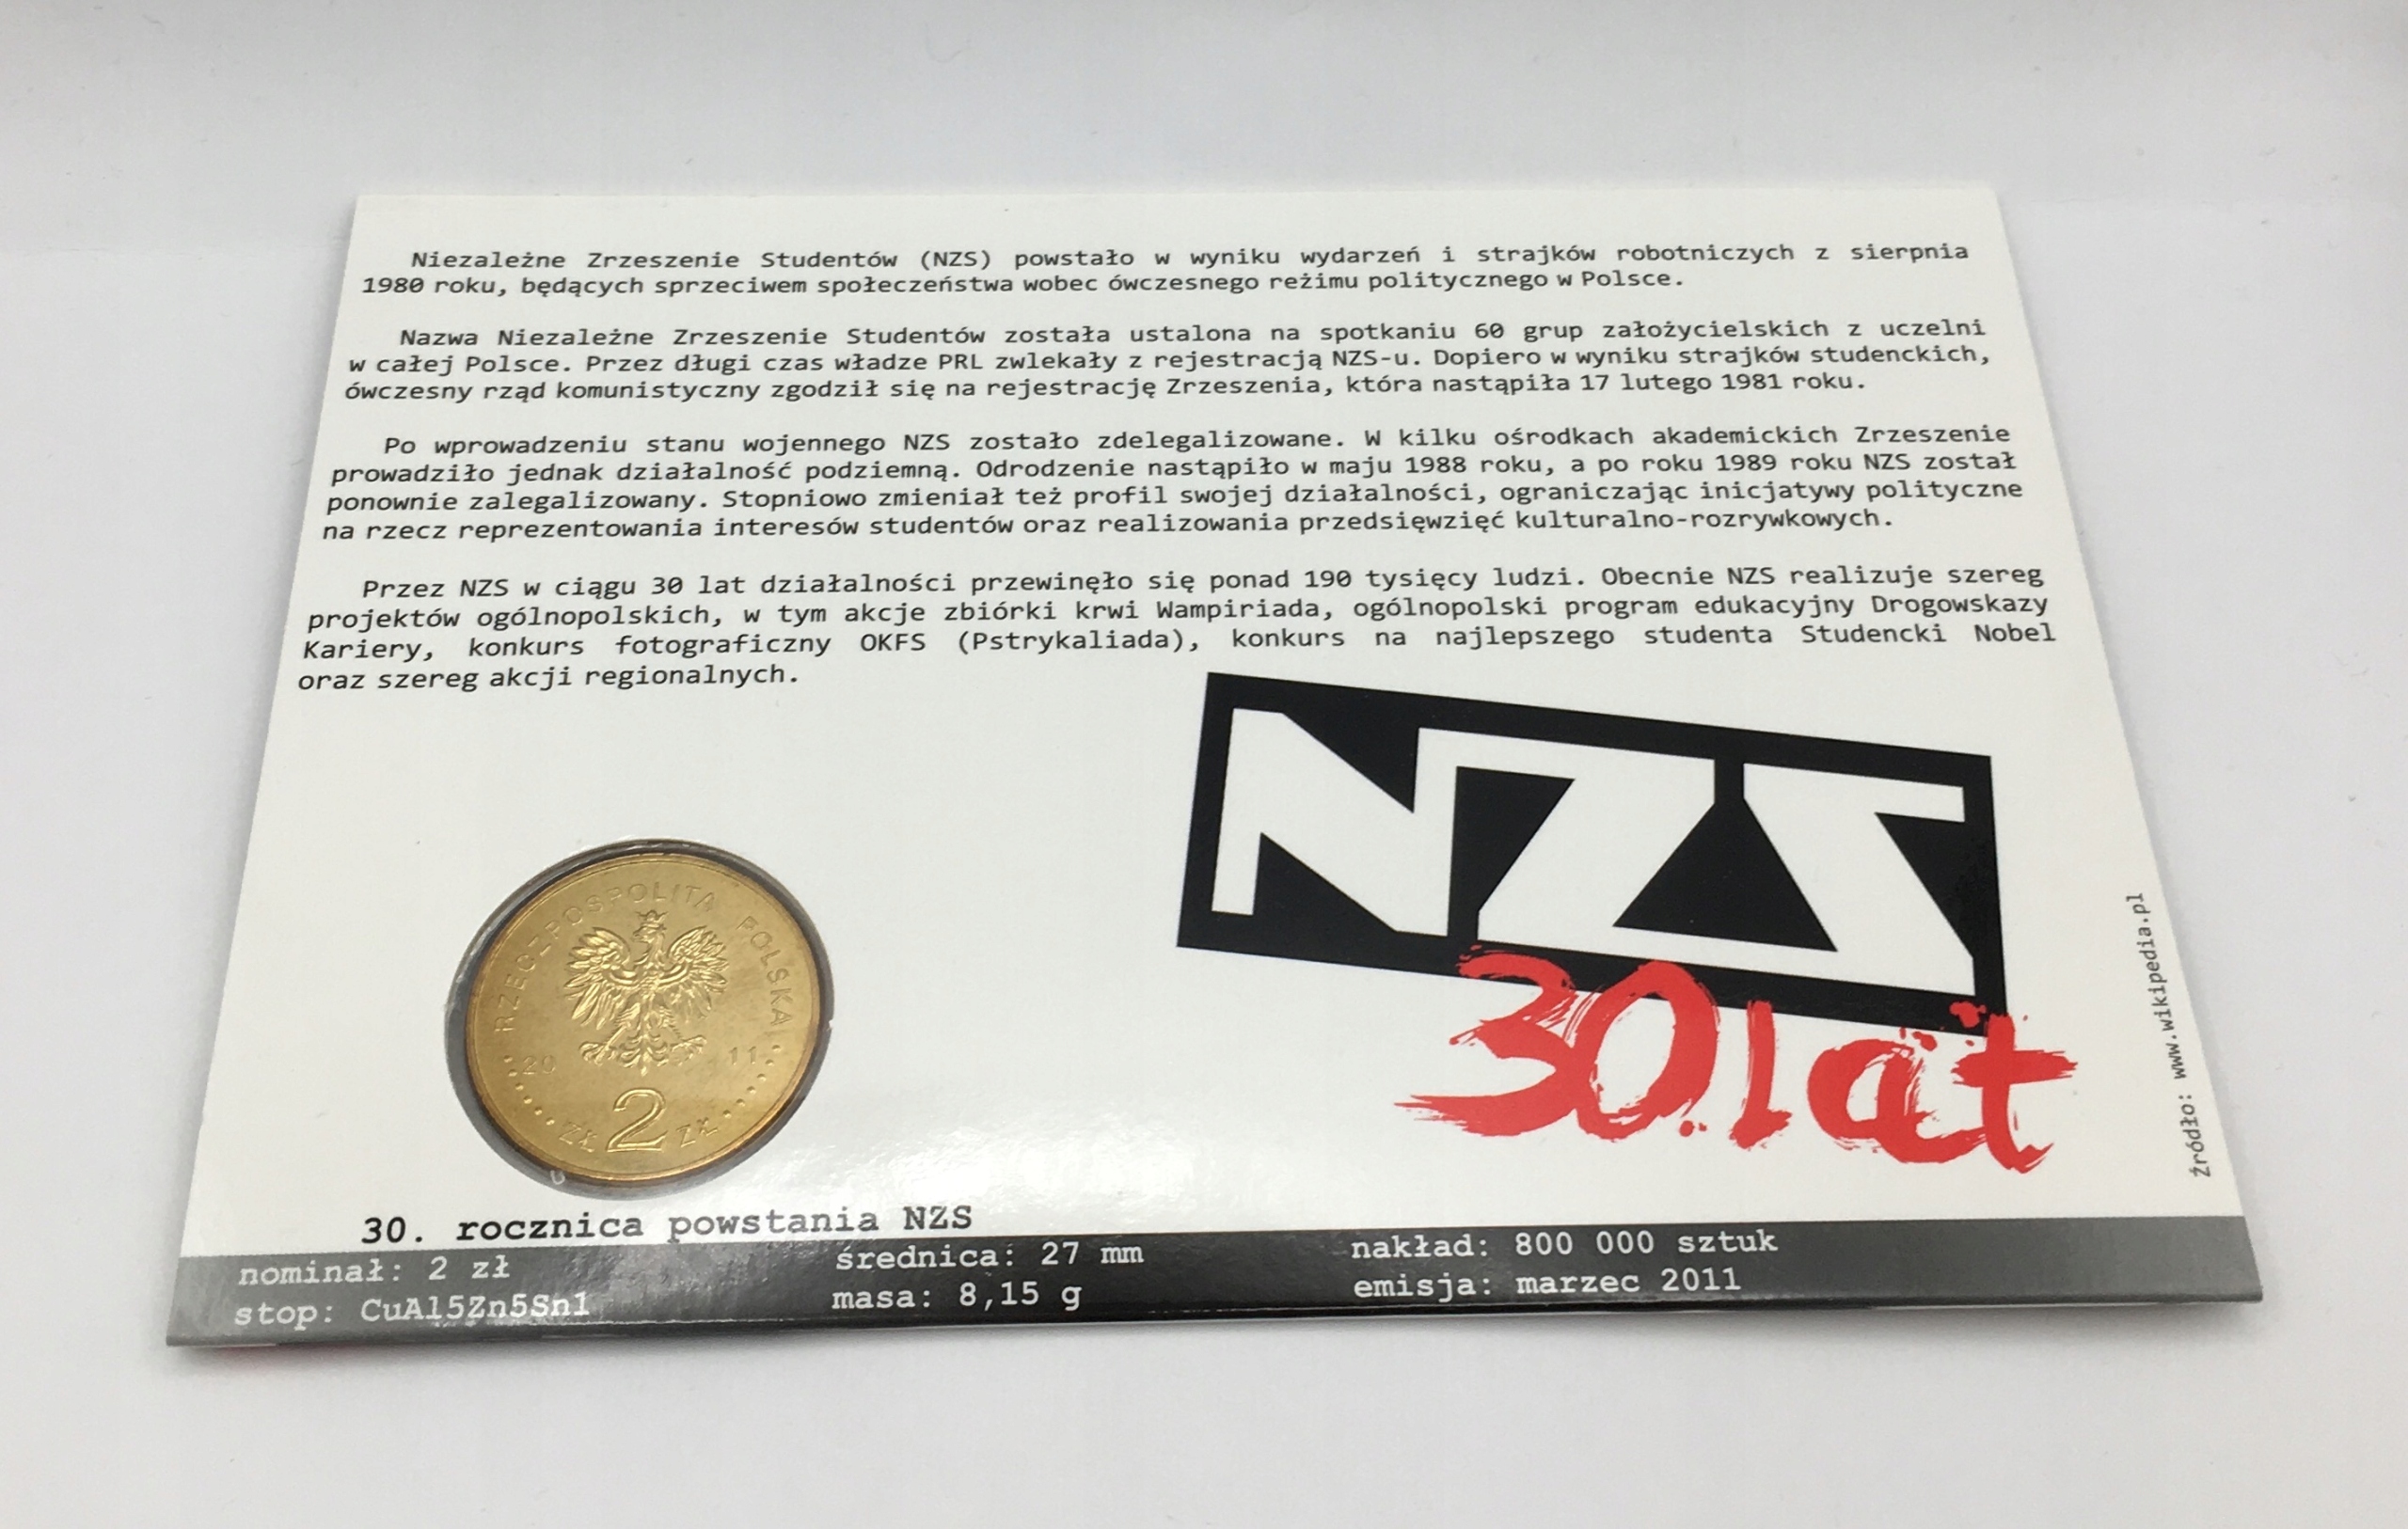 Niezależne Zrzeszenie Studentów (NZS) powstało w wyniku wydarzeń i strajków robotniczych z sierpnia
1980 roku, będących sprzeciwem społeczeństwa wobec ówczesnego reżimu politycznego w Polsce.
Nazwa Niezależne Zrzeszenie Studentów została ustalona na spotkaniu 60 grup założycielskich z uczelni
w całej Polsce. Przez długi czas władze PRL zwlekały z rejestracją NZS-u. Dopiero w wyniku strajków studenckich,
ówczesny rząd komunistyczny zgodził się na rejestrację Zrzeszenia, która nastąpiła 17 lutego 1981 roku.
Po wprowadzeniu stanu wojennego NZS zostało zdelegalizowane. W kilku ośrodkach akademickich Zrzeszenie
prowadziło jednak działalność podziemną. Odrodzenie nastąpiło w maju 1988 roku, a po roku 1989 roku NZS został
ponownie zalegalizowany. Stopniowo zmieniał też profil swojej działalności, ograniczając inicjatywy polityczne
na rzecz reprezentowania interesów studentów oraz realizowania przedsięwzięć kulturalno-rozrywkowych.
Przez NZS w ciągu 30 lat działalności przewinęło się ponad 190 tysięcy ludzi. Obecnie NZS realizuje szereg
projektów ogólnopolskich, w tym akcje zbiórki krwi Wampiriada, ogólnopolski program edukacyjny Drogowskazy
Kariery, konkurs fotograficzny OKFS (Pstrykaliada), konkurs na najlepszego studenta Studencki Nobel
oraz szereg akcji regionalnych.
NZS
30.lat
źródło: www.wikipedia.pl
RZECZPOSPOLITA POLSKA
20 11
ZŁ 2 ZŁ
30. rocznica powstania NZS
nominał: 2 zł
stop: CuAl5Zn5Sn1
średnica: 27 mm
masa: 8,15 g
nakład: 800 000 sztuk
emisja: marzec 2011